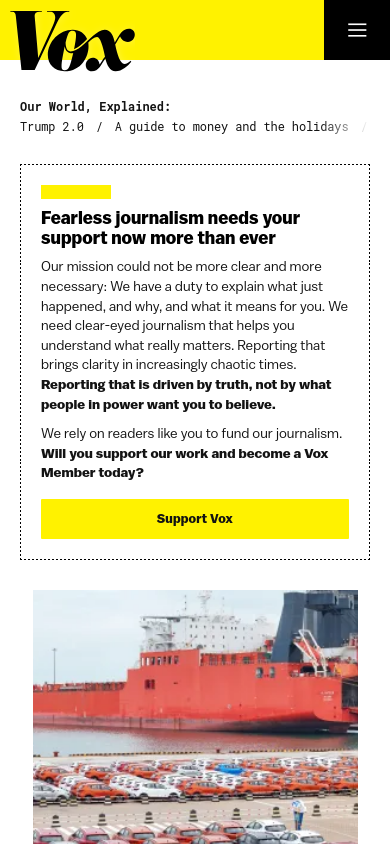 Vox
Our World, Explained:
Trump 2.0 / A guide to money and the holidays /
Fearless journalism needs your
support now more than ever
Our mission could not be more clear and more
necessary: We have a duty to explain what just
happened, and why, and what it means for you. We
need clear-eyed journalism that helps you
understand what really matters. Reporting that
brings clarity in increasingly chaotic times.
Reporting that is driven by truth, not by what
people in power want you to believe.
We rely on readers like you to fund our journalism.
Will you support our work and become a Vox
Member today?
Support Vox